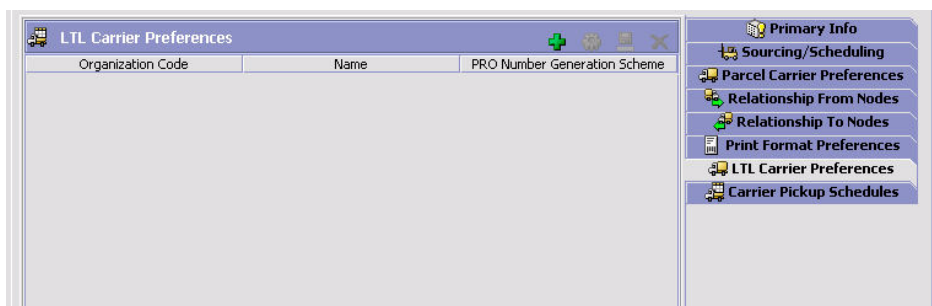 LTL Carrier Preferences
Organization Code Name PRO Number Generation Scheme
Primary Info
Sourcing/Scheduling
Parcel Carrier Preferences
Relationship From Nodes
Relationship To Nodes
Print Format Preferences
LTL Carrier Preferences
Carrier Pickup Schedules